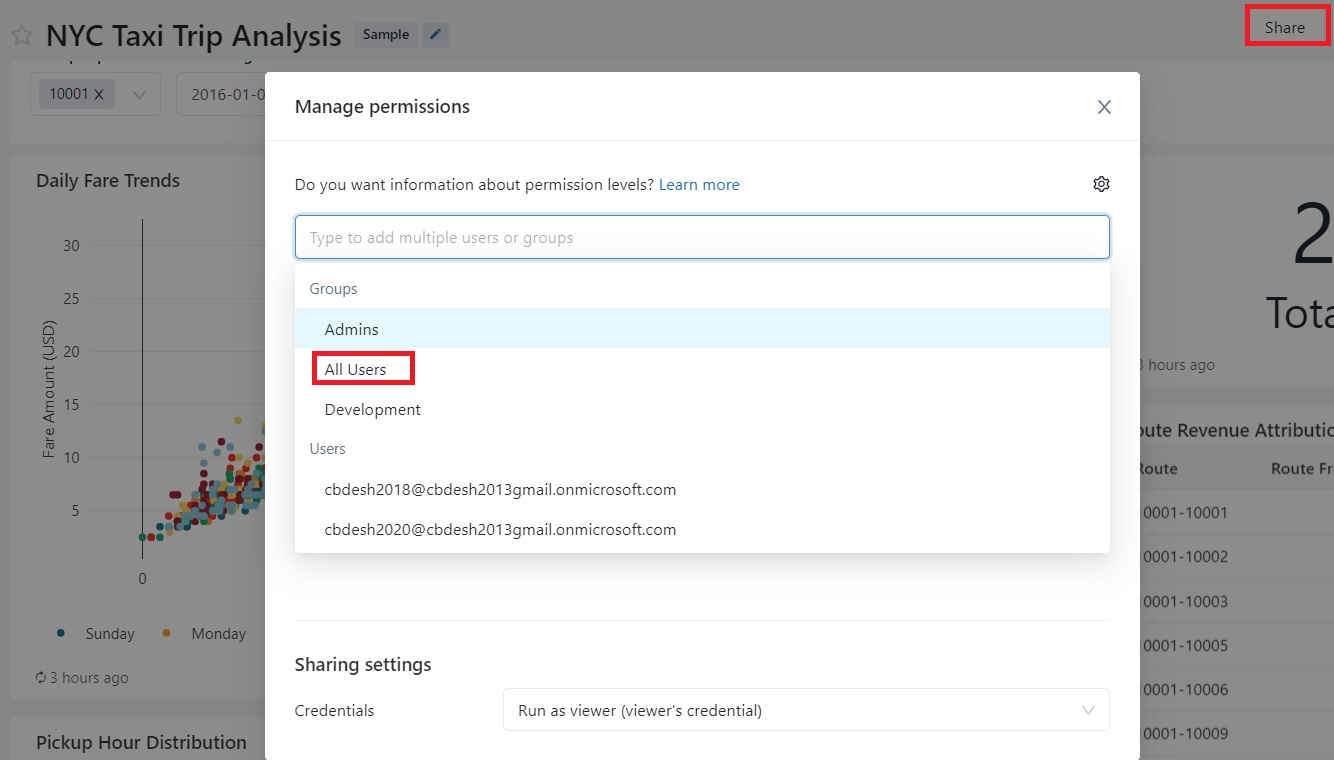 NYC Taxi Trip Analysis Sample
Share
10001 ×
2016-01-0
Manage permissions
Do you want information about permission levels? Learn more
Type to add multiple users or groups
Groups
Admins
All Users
Development
Users
cbdesh2018@cbdesh2013gmail.onmicrosoft.com
cbdesh2020@cbdesh2013gmail.onmicrosoft.com
Sharing settings
Credentials
Run as viewer (viewer's credential)
Daily Fare Trends
Fare Amount (USD)
30
25
20
15
10
5
0
Sunday
Monday
3 hours ago
Pickup Hour Distribution
2
Tota
3 hours ago
oute Revenue Attributio
Route
Route Fr
0001-10001
0001-10002
0001-10003
0001-10005
0001-10006
0001-10009